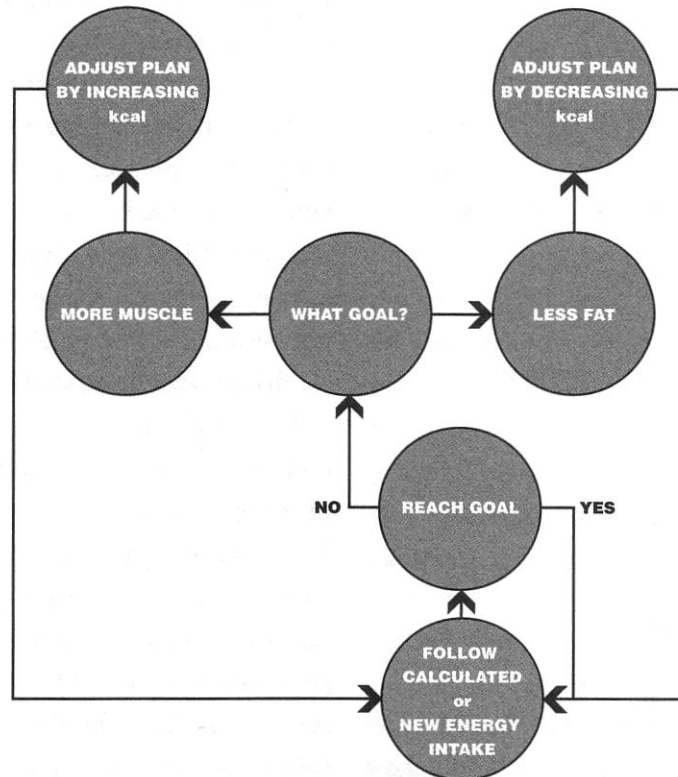 ADJUST PLAN
BY INCREASING
kcal
ADJUST PLAN
BY DECREASING
kcal
MORE MUSCLE
WHAT GOAL?
LESS FAT
NO
REACH GOAL
YES
FOLLOW
CALCULATED
or
NEW ENERGY
INTAKE